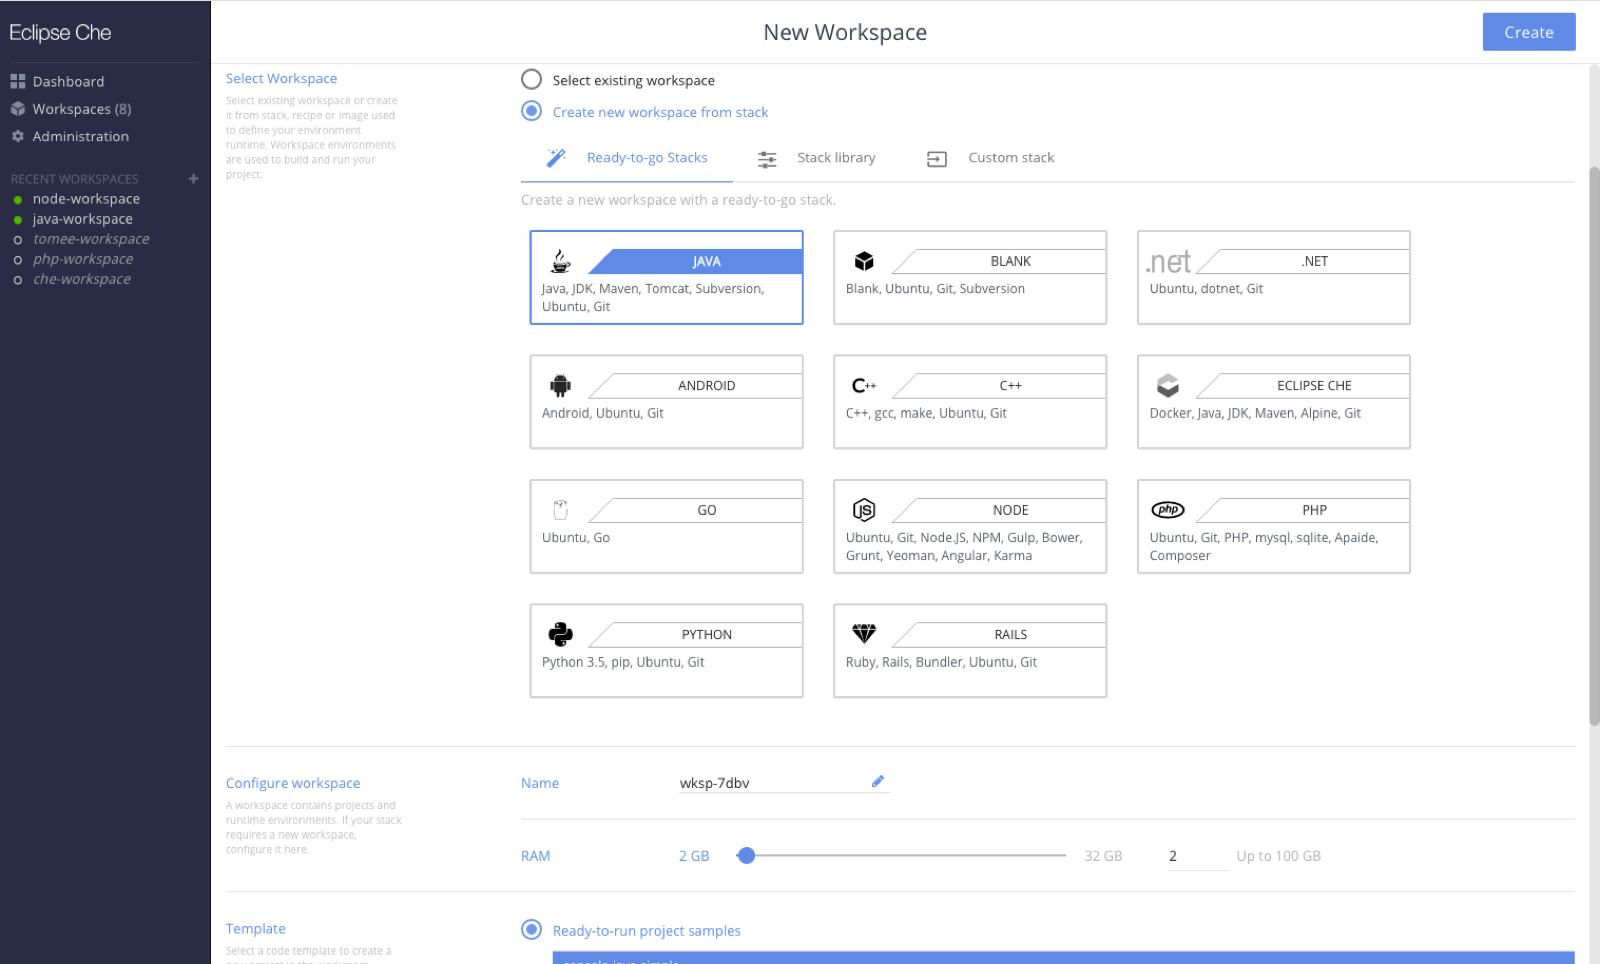 Eclipse Che
New Workspace
Create
Dashboard
Workspaces (8)
Administration
RECENT WORKSPACES +
node-workspace
java-workspace
tomee-workspace
php-workspace
che-workspace
Select Workspace
Select existing workspace or create
it from stack, recipe or image used
to define your environment
runtime. Workspace environments
are used to build and run your
project.
Select existing workspace
Create new workspace from stack
Ready-to-go Stacks
Stack library
Custom stack
Create a new workspace with a ready-to-go stack.
JAVA
Java, JDK, Maven, Tomcat, Subversion,
Ubuntu, Git
BLANK
Blank, Ubuntu, Git, Subversion
.net
.NET
Ubuntu, dotnet, Git
ANDROID
Android, Ubuntu, Git
C++
C++
C++, gcc, make, Ubuntu, Git
ECLIPSE CHE
Docker, Java, JDK, Maven, Alpine, Git
GO
Ubuntu, Go
JS
NODE
Ubuntu, Git, Node.JS, NPM, Gulp, Bower,
Grunt, Yeoman, Angular, Karma
php
PHP
Ubuntu, Git, PHP, mysql, sqlite, Apaide,
Composer
PYTHON
Python 3.5, pip, Ubuntu, Git
RAILS
Ruby, Rails, Bundler, Ubuntu, Git
Configure workspace
A workspace contains projects and
runtime environments. If your stack
requires a new workspace,
configure it here.
Name
wksp-7dbv
RAM
2 GB
32 GB
2
Up to 100 GB
Template
Select a code template to create a
Ready-to-run project samples